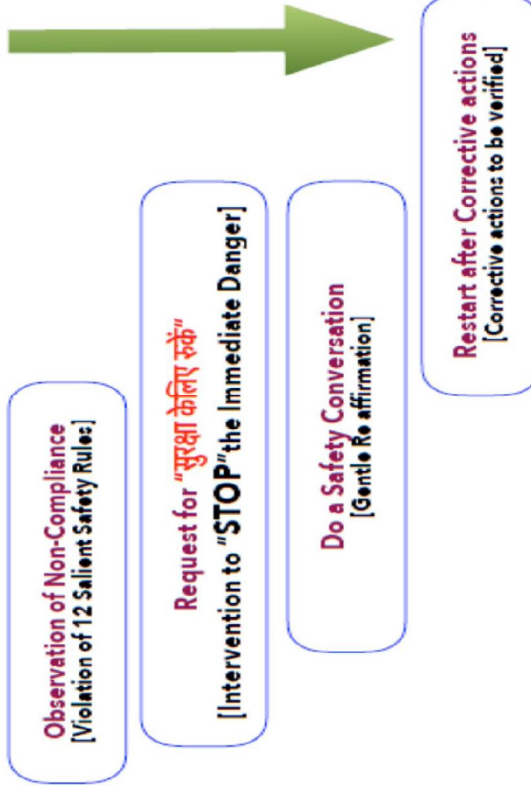 Observation of Non-Compliance
[Violation of 12 Salient Safety Rules]
Request for "सुरक्षा केलिए रुकें"
[Intervention to "STOP"the Immediate Danger]
Do a Safety Conversation
[Gentle Re affirmation]
Restart after Corrective actions
[Corrective actions to be verified]